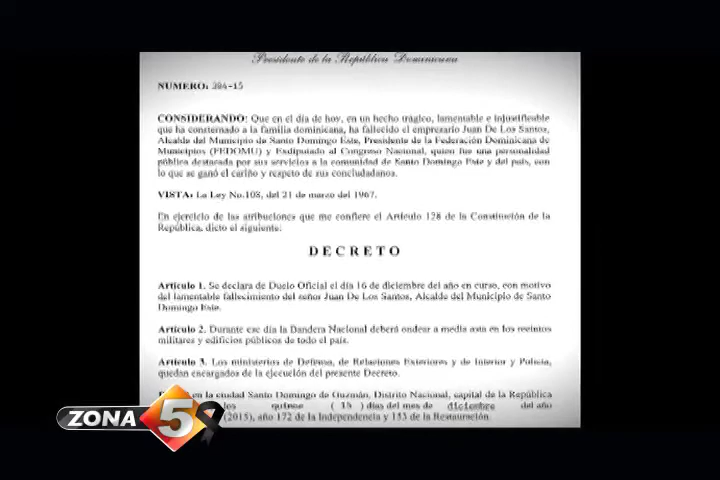 Presidente de la República Dominicana
NUMERO: 394-15
CONSIDERANDO: Que en el día de hoy, en un hecho trágico, lamentable e injustificable
que ha consternado a la familia dominicana, ha fallecido el empresario Juan De Los Santos,
Alcalde del Municipio de Santo Domingo Este, Presidente de la Federación Dominicana de
Municipios (FEDOMU) y Exdiputado al Congreso Nacional, quien fue una personalidad
pública destacada por sus servicios a la comunidad de Santo Domingo Este y del país, con
lo que se ganó el cariño y respeto de sus conciudadanos.
VISTA: La Ley No.108, del 21 de marzo del 1967.
En ejercicio de las atribuciones que me confiere el Artículo 128 de la Constitución de la
República, dicto el siguiente:
DECRETO
Artículo 1. Se declara de Duelo Oficial el día 16 de diciembre del año en curso, con motivo
del lamentable fallecimiento del señor Juan De Los Santos, Alcalde del Municipio de Santo
Domingo Este.
Artículo 2. Durante ese día la Bandera Nacional deberá ondear a media asta en los recintos
militares y edificios públicos de todo el país.
Artículo 3. Los ministerios de Defensa, de Relaciones Exteriores y de Interior y Policía,
quedan encargados de la ejecución del presente Decreto.
en la ciudad Santo Domingo de Guzmán, Distrito Nacional, capital de la República
los quince ( 15 ) días del mes de diciembre del año
(2015), año 172 de la Independencia y 153 de la Restauración.
ZONA 5